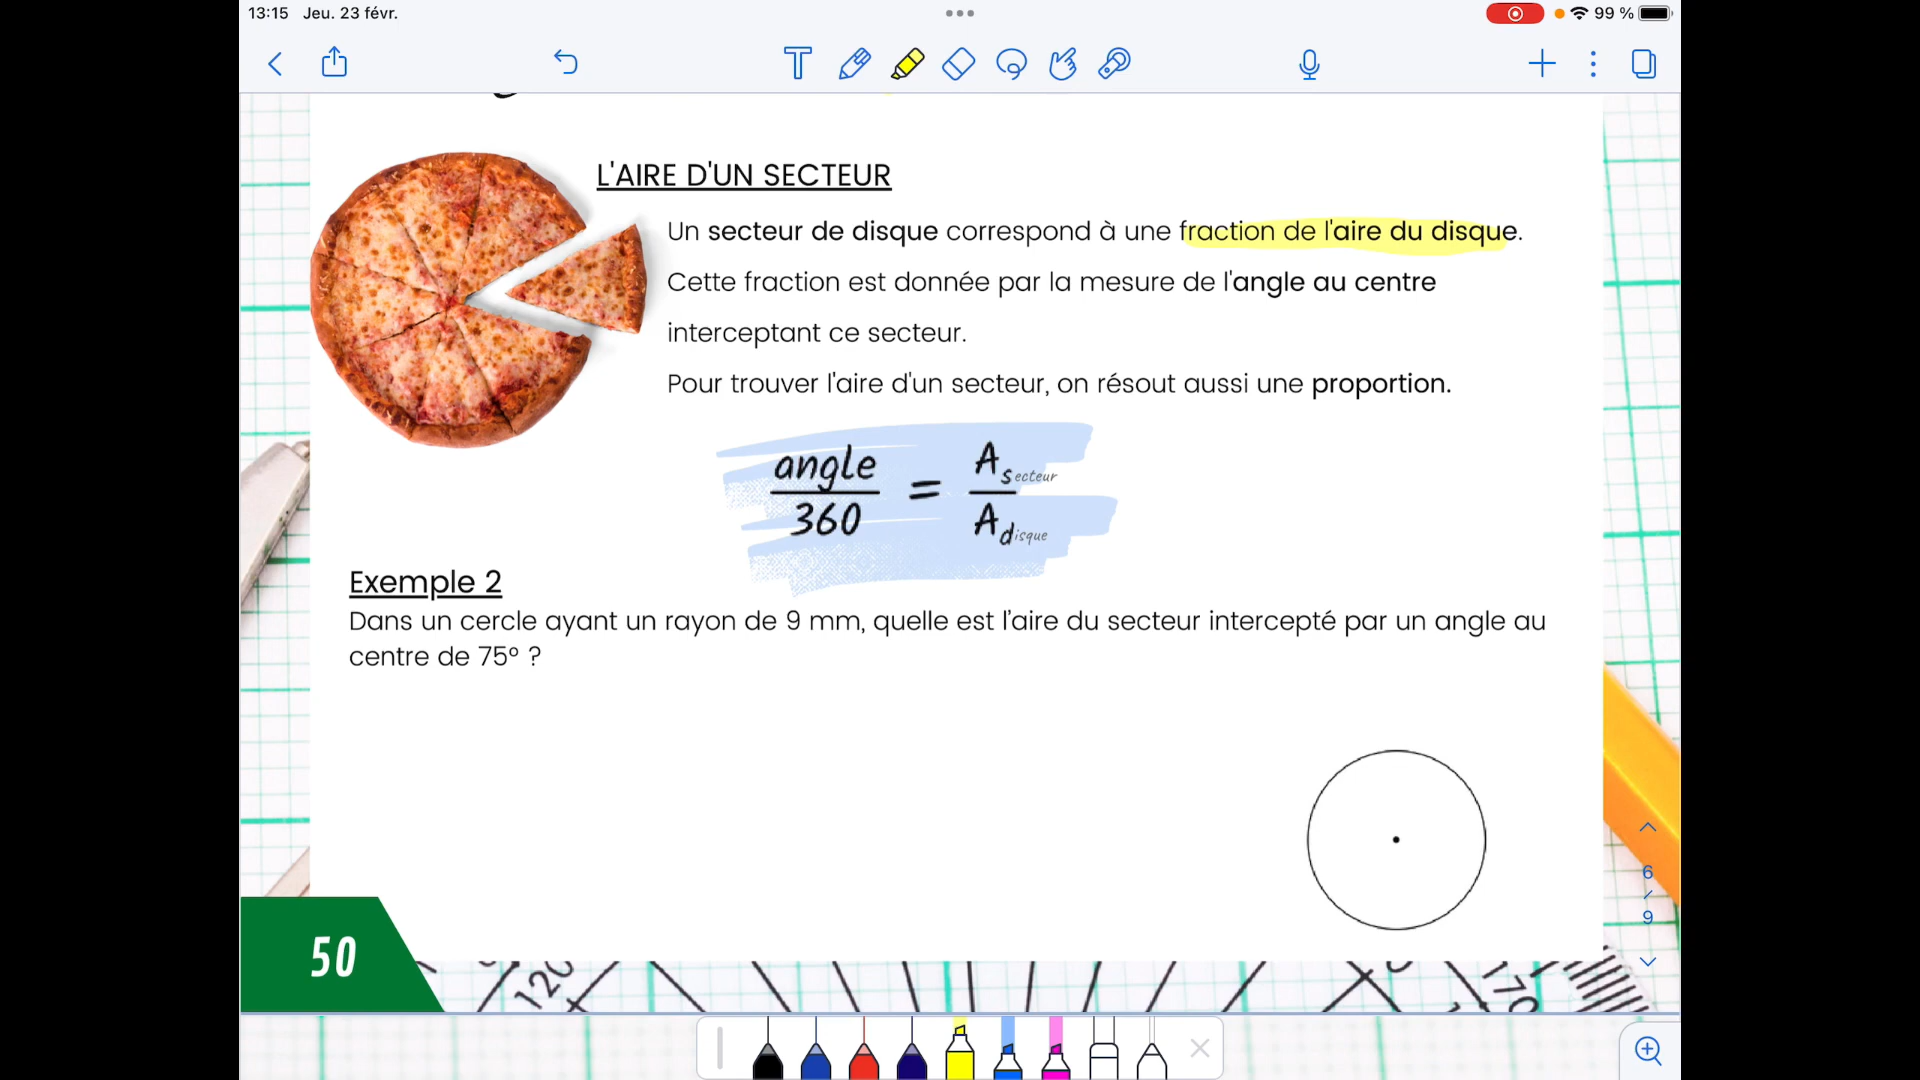 13:15 Jeu. 23 févr.
99 %
L'AIRE D'UN SECTEUR
Un secteur de disque correspond à une fraction de l'aire du disque.
Cette fraction est donnée par la mesure de l'angle au centre
interceptant ce secteur.
Pour trouver l'aire d'un secteur, on résout aussi une proportion.
angle / 360 = A secteur / A disque
Exemple 2
Dans un cercle ayant un rayon de 9 mm, quelle est l'aire du secteur intercepté par un angle au
centre de 75° ?
6 / 9
50
120
170